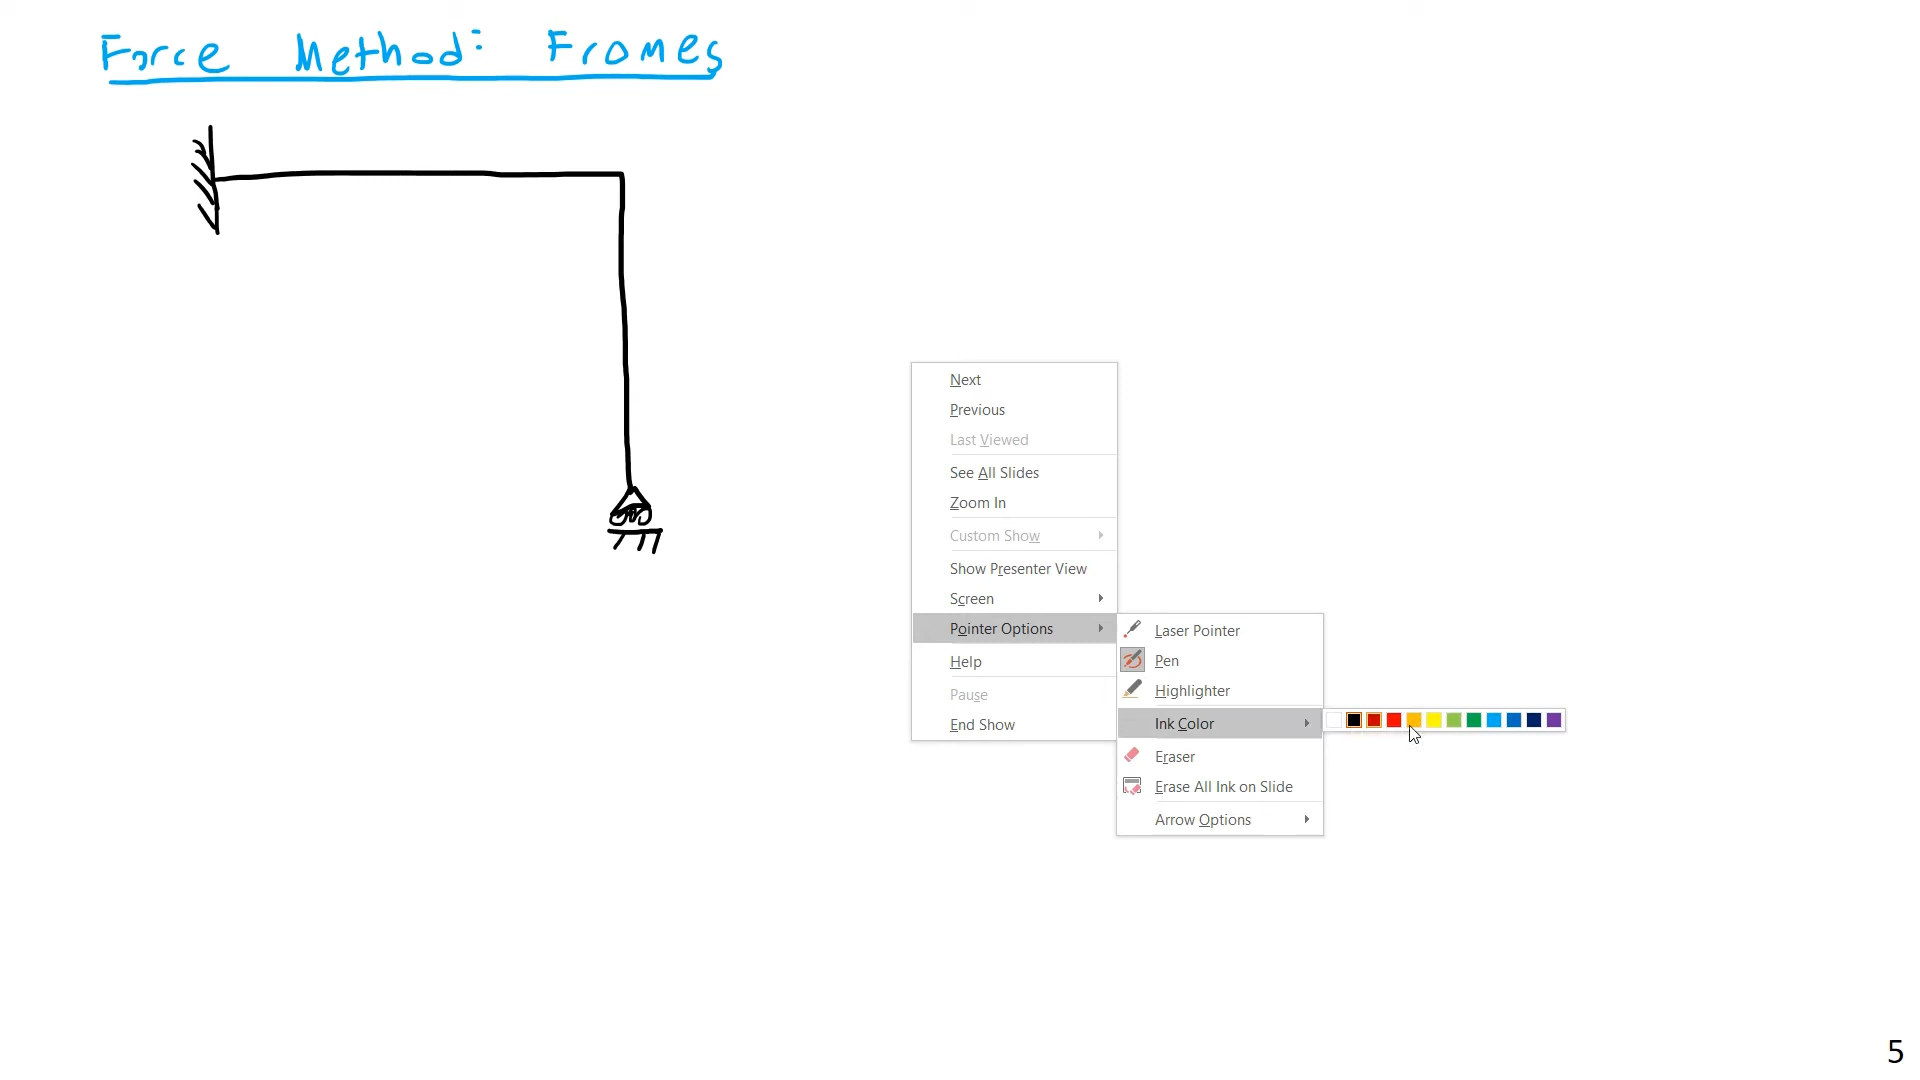 Force Method: Frames
Next
Previous
Last Viewed
See All Slides
Zoom In
Custom Show
Show Presenter View
Screen
Pointer Options
Help
Pause
End Show
Laser Pointer
Pen
Highlighter
Ink Color
Eraser
Erase All Ink on Slide
Arrow Options
5